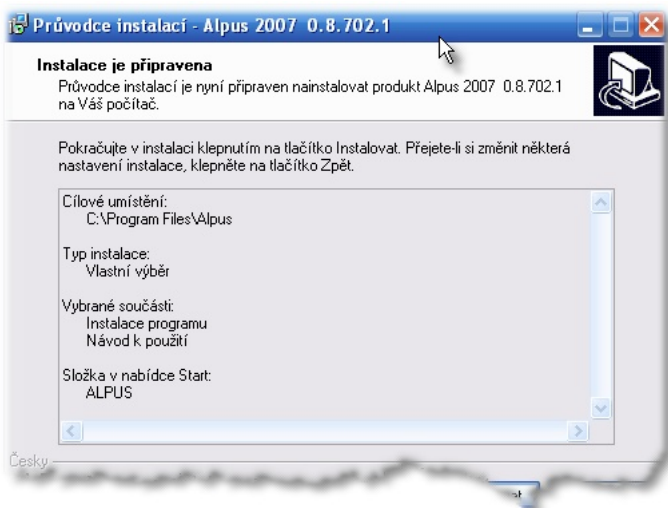 Průvodce instalací - Alpus 2007 0.8.702.1
Instalace je připravena
Průvodce instalací je nyní připraven nainstalovat produkt Alpus 2007 0.8.702.1
na Váš počítač.
Pokračujte v instalaci klepnutím na tlačítko Instalovat. Přejete-li si změnit některá
nastavení instalace, klepněte na tlačítko Zpět.
Cílové umístění:
C:\Program Files\Alpus
Typ instalace:
Vlastní výběr
Vybrané součásti:
Instalace programu
Návod k použití
Složka v nabídce Start:
ALPUS
Česky